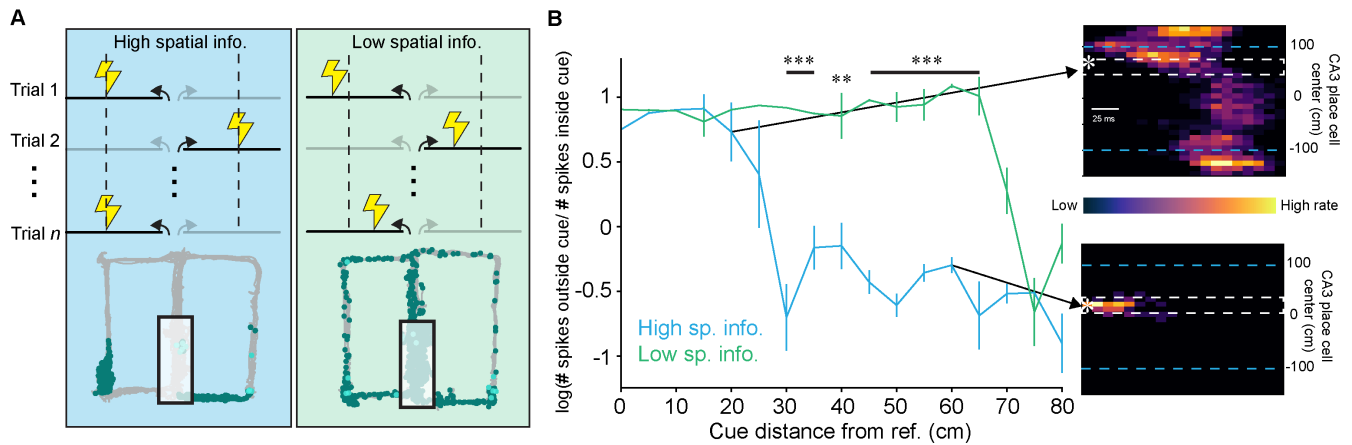 A
High spatial info.
Low spatial info.
Trial 1
Trial 2
Trial n
B
log(# spikes outside cue/ # spikes inside cue)
1
0.5
0
-0.5
-1
***
**
***
High sp. info.
Low sp. info.
0 10 20 30 40 50 60 70 80
Cue distance from ref. (cm)
*
25 ms
100
0
-100
CA3 place cell
center (cm)
Low
High rate
*
100
0
-100
CA3 place cell
center (cm)